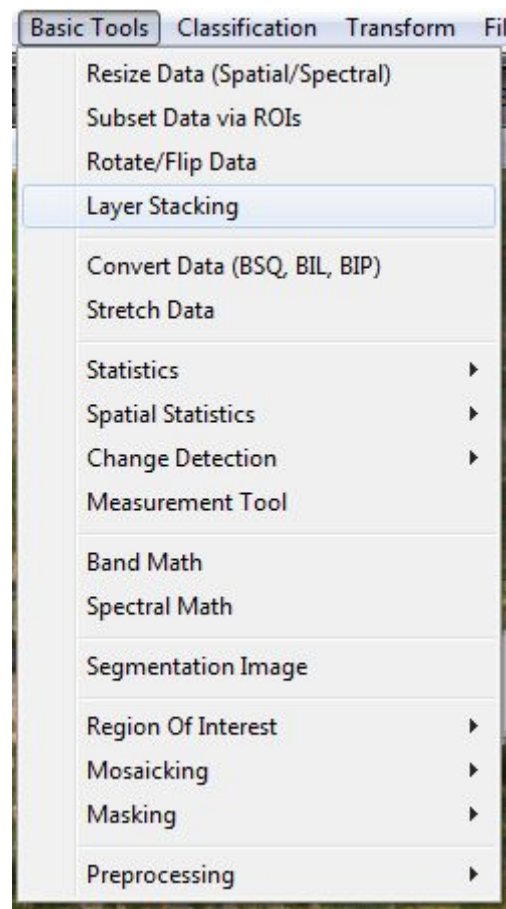 Basic Tools Classification Transform Fil
Resize Data (Spatial/Spectral)
Subset Data via ROIs
Rotate/Flip Data
Layer Stacking
Convert Data (BSQ, BIL, BIP)
Stretch Data
Statistics
Spatial Statistics
Change Detection
Measurement Tool
Band Math
Spectral Math
Segmentation Image
Region Of Interest
Mosaicking
Masking
Preprocessing